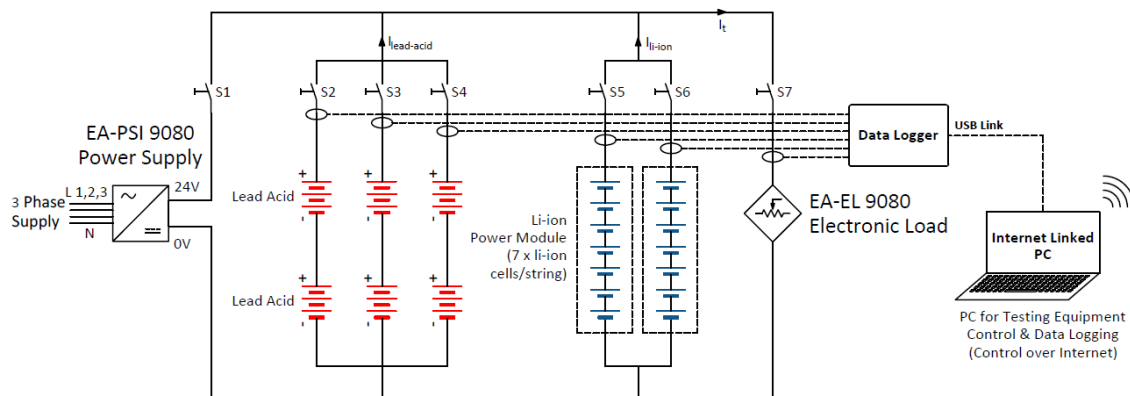 I_t
I_lead-acid
I_li-ion
S1
S2
S3
S4
S5
S6
S7
EA-PSI 9080
Power Supply
Data Logger
USB Link
L 1,2,3
24V
3 Phase
Supply
N
0V
+
+
+
Lead Acid
-
-
-
Li-ion
Power Module
(7 x li-ion
cells/string)
EA-EL 9080
Electronic Load
Internet Linked
PC
+
+
+
Lead Acid
-
-
-
PC for Testing Equipment
Control & Data Logging
(Control over Internet)